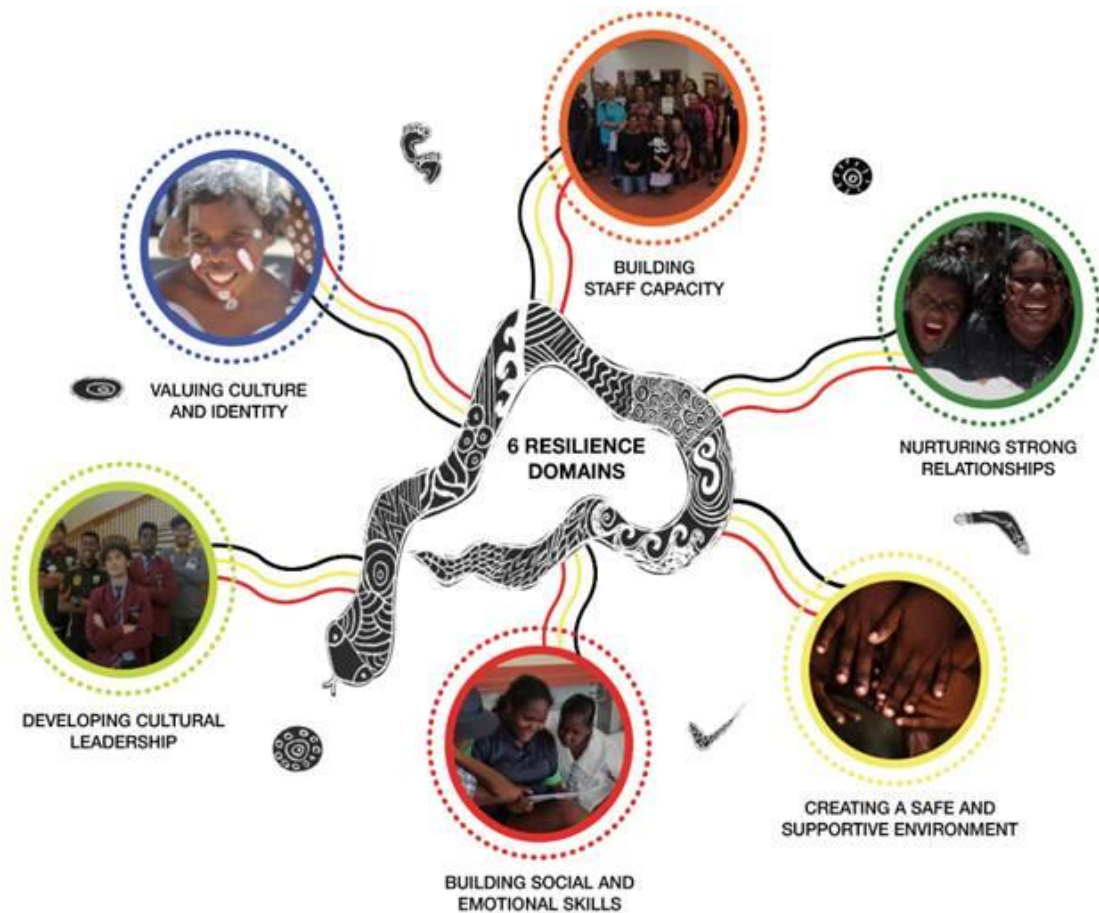 BUILDING
STAFF CAPACITY
VALUING CULTURE
AND IDENTITY
6 RESILIENCE
DOMAINS
NURTURING STRONG
RELATIONSHIPS
DEVELOPING CULTURAL
LEADERSHIP
CREATING A SAFE AND
SUPPORTIVE ENVIRONMENT
BUILDING SOCIAL AND
EMOTIONAL SKILLS